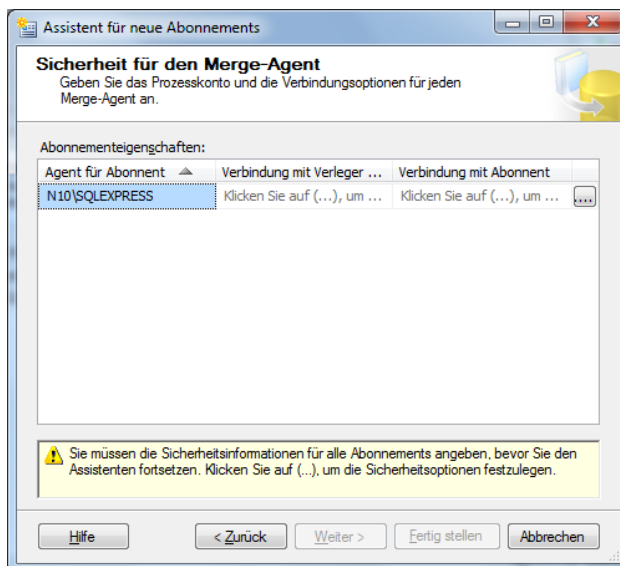 Assistent für neue Abonnements
Sicherheit für den Merge-Agent
Geben Sie das Prozesskonto und die Verbindungsoptionen für jeden
Merge-Agent an.
Abonnementeigenschaften:
Agent für Abonnent Verbindung mit Verleger ... Verbindung mit Abonnent
N10\SQLEXPRESS Klicken Sie auf (...), um ... Klicken Sie auf (...), um ... ...
Sie müssen die Sicherheitsinformationen für alle Abonnements angeben, bevor Sie den
Assistenten fortsetzen. Klicken Sie auf (...), um die Sicherheitsoptionen festzulegen.
Hilfe < Zurück Weiter > Fertig stellen Abbrechen